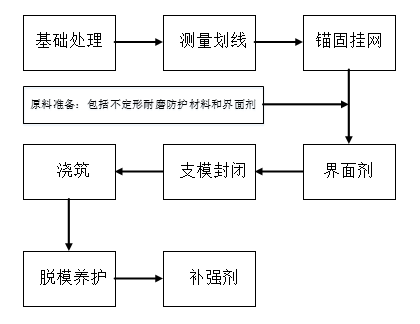 基础处理
测量划线
锚固挂网
原料准备：包括不定形耐磨防护材料和界面剂
浇筑
支模封闭
界面剂
脱模养护
补强剂